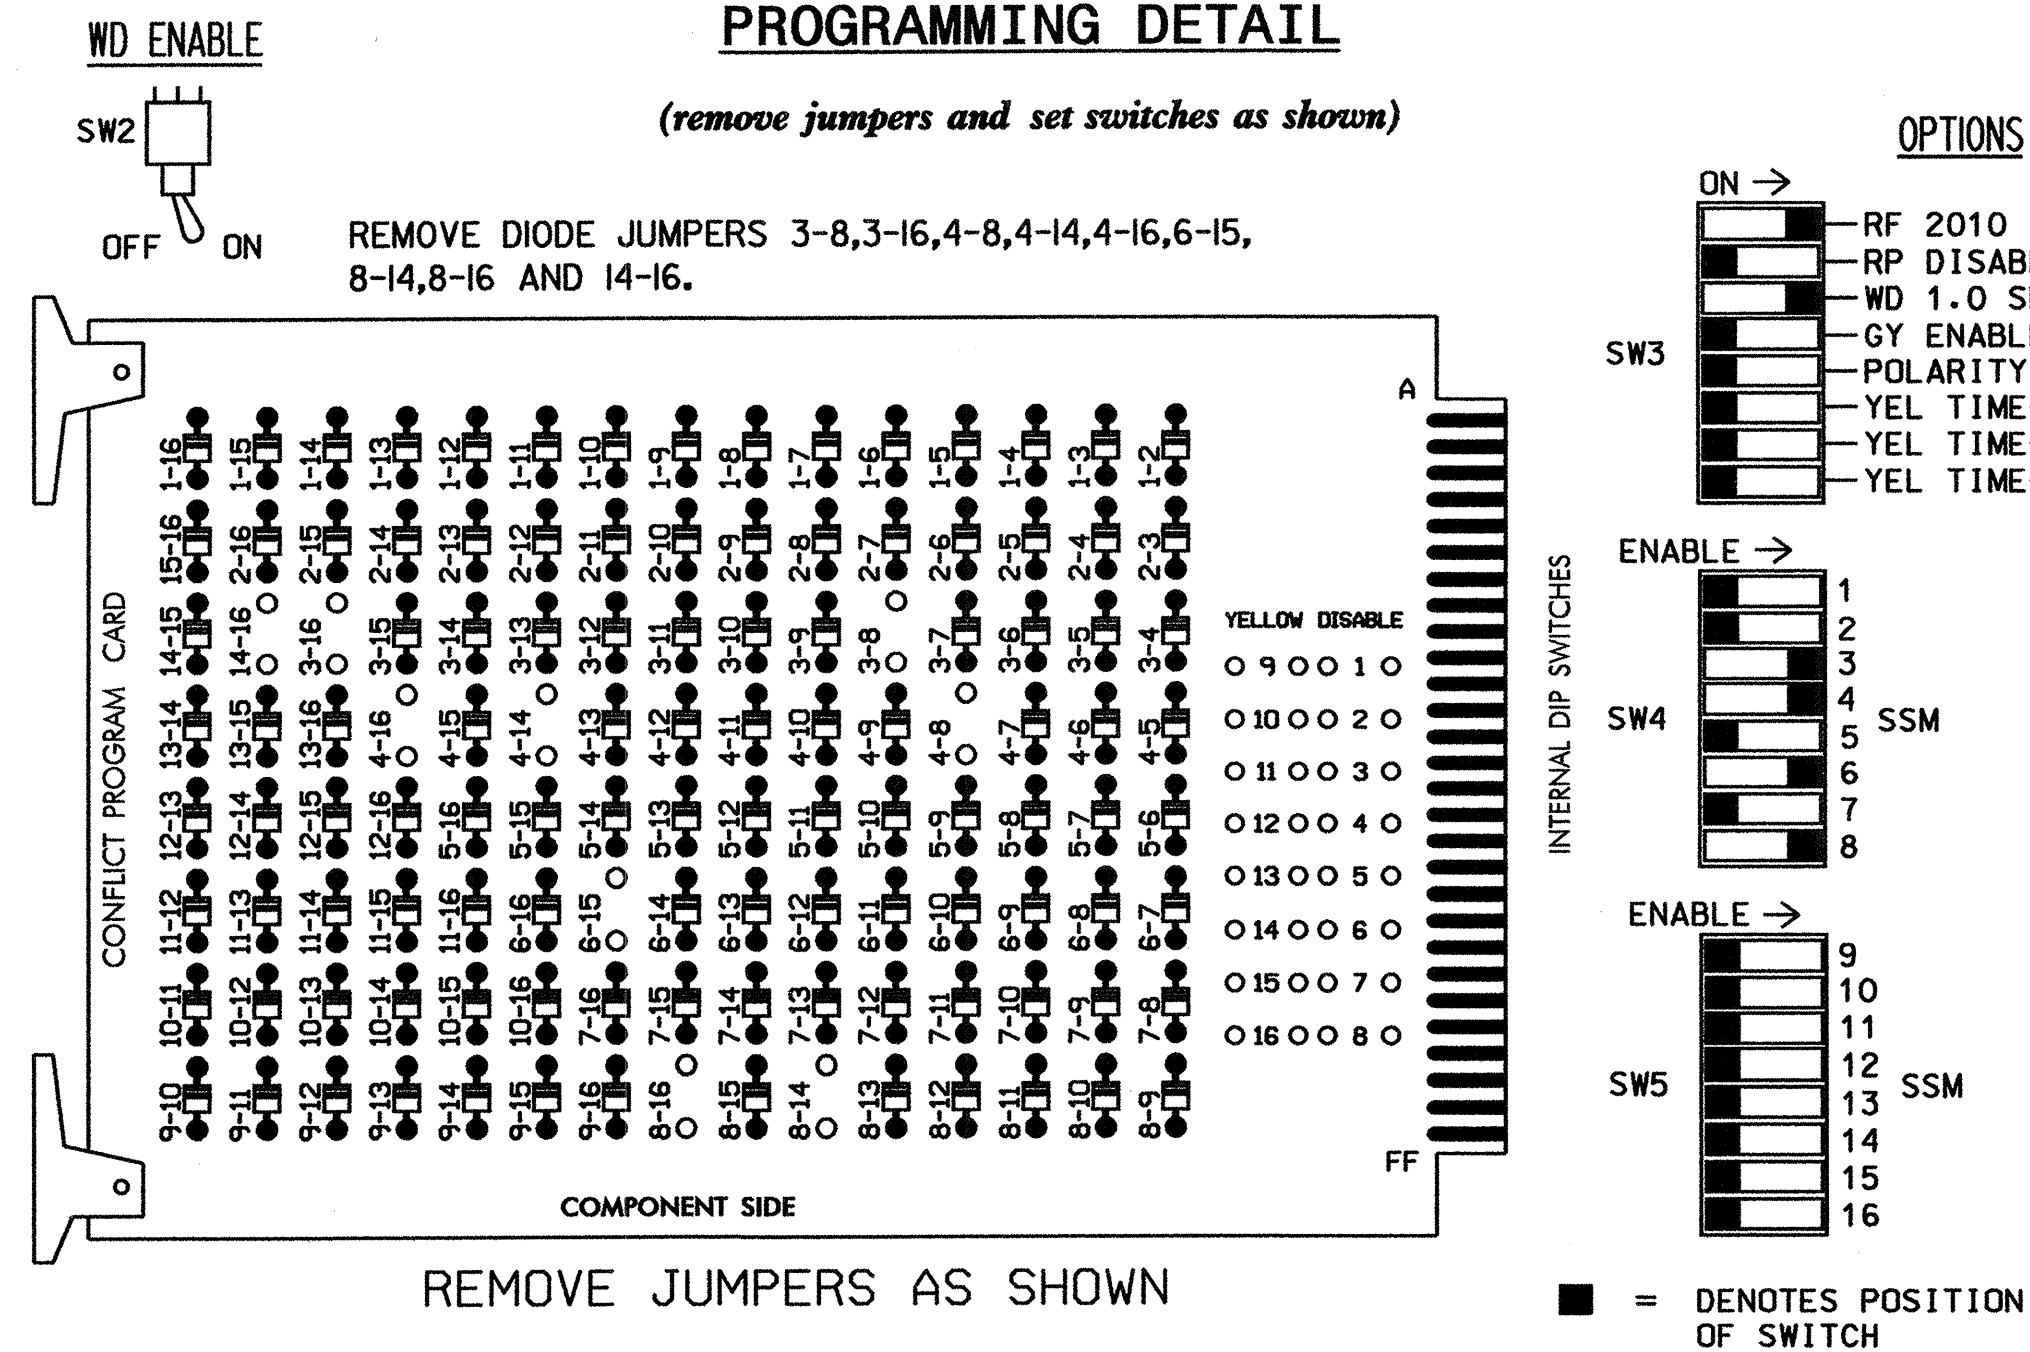 PROGRAMMING DETAIL
(remove jumpers and set switches as shown)
WD ENABLE
SW2
OFF ON
REMOVE DIODE JUMPERS 3-8,3-16,4-8,4-14,4-16,6-15,
8-14,8-16 AND 14-16.
CONFLICT PROGRAM CARD
1-16 1-15 1-14 1-13 1-12 1-11 1-10 1-9 1-8 1-7 1-6 1-5 1-4 1-3 1-2
15-16 2-16 2-15 2-14 2-13 2-12 2-11 2-10 2-9 2-8 2-7 2-6 2-5 2-4 2-3
14-15 14-16 3-16 3-15 3-14 3-13 3-12 3-11 3-10 3-9 3-8 3-7 3-6 3-5 3-4
13-14 13-15 13-16 4-16 4-15 4-14 4-13 4-12 4-11 4-10 4-9 4-8 4-7 4-6 4-5
12-13 12-14 12-15 12-16 5-16 5-15 5-14 5-13 5-12 5-11 5-10 5-9 5-8 5-7 5-6
11-12 11-13 11-14 11-15 11-16 6-16 6-15 6-14 6-13 6-12 6-11 6-10 6-9 6-8 6-7
10-11 10-12 10-13 10-14 10-15 10-16 7-16 7-15 7-14 7-13 7-12 7-11 7-10 7-9 7-8
9-10 9-11 9-12 9-13 9-14 9-15 9-16 8-16 8-15 8-14 8-13 8-12 8-11 8-10 8-9
A
YELLOW DISABLE
9 1
10 2
11 3
12 4
13 5
14 6
15 7
16 8
FF
COMPONENT SIDE
REMOVE JUMPERS AS SHOWN
INTERNAL DIP SWITCHES
OPTIONS
ON →
SW3
RF 2010
RP DISAB
WD 1.0 S
GY ENABL
POLARITY
YEL TIME
YEL TIME
YEL TIME
ENABLE →
SW4
1
2
3
4
5
6
7
8
SSM
ENABLE →
SW5
9
10
11
12
13
14
15
16
SSM
= DENOTES POSITION
OF SWITCH